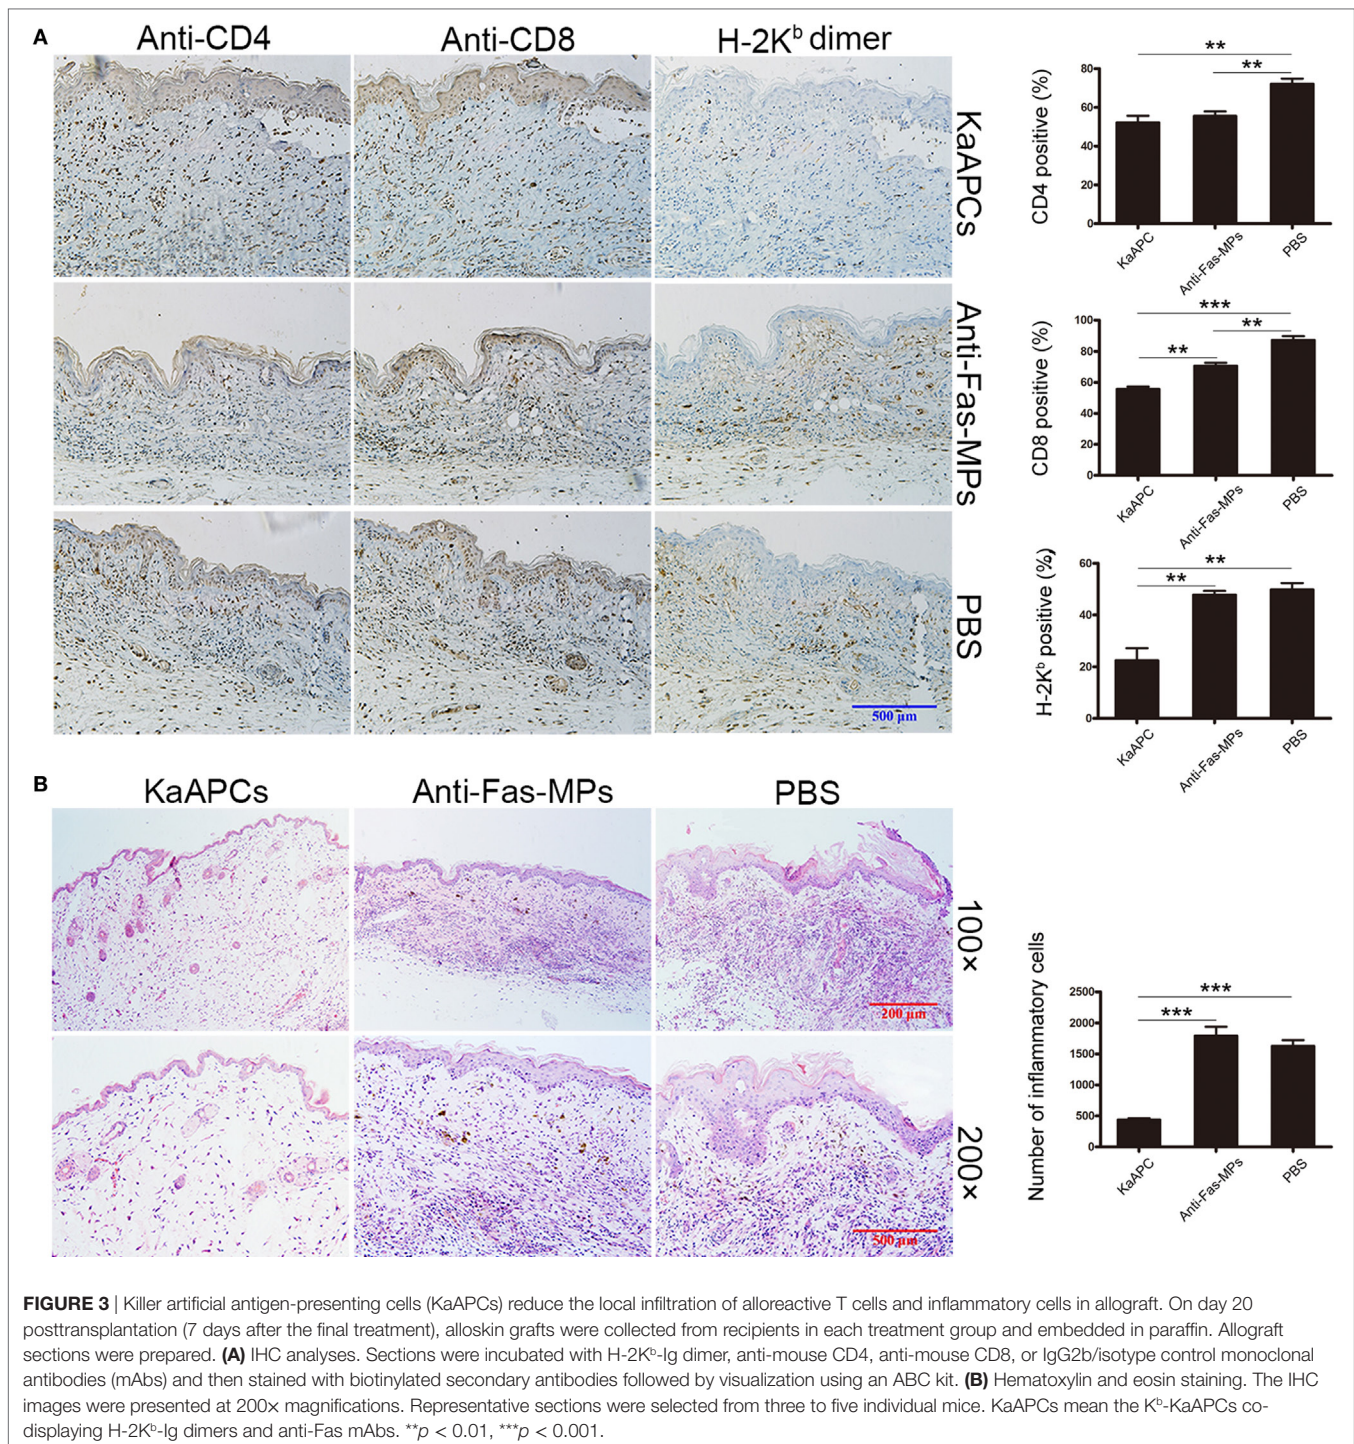 A
Anti-CD4
Anti-CD8
H-2Kᵇ dimer
KaAPCs
Anti-Fas-MPs
PBS
500 µm
**
**
CD4 positive (%)
80
60
40
20
0
KaAPC
Anti-Fas-MPs
PBS
***
**
**
CD8 positive (%)
100
80
60
40
20
0
KaAPC
Anti-Fas-MPs
PBS
**
**
H-2Kᵇ positive (%)
60
40
20
0
KaAPC
Anti-Fas-MPs
PBS
B
KaAPCs
Anti-Fas-MPs
PBS
100×
200×
200 µm
500 µm
***
***
Number of inflammatory cells
2500
2000
1500
1000
500
0
KaAPC
Anti-Fas-MPs
PBS
FIGURE 3 | Killer artificial antigen-presenting cells (KaAPCs) reduce the local infiltration of alloreactive T cells and inflammatory cells in allograft. On day 20
posttransplantation (7 days after the final treatment), alloskin grafts were collected from recipients in each treatment group and embedded in paraffin. Allograft
sections were prepared. (A) IHC analyses. Sections were incubated with H-2Kᵇ-Ig dimer, anti-mouse CD4, anti-mouse CD8, or IgG2b/isotype control monoclonal
antibodies (mAbs) and then stained with biotinylated secondary antibodies followed by visualization using an ABC kit. (B) Hematoxylin and eosin staining. The IHC
images were presented at 200× magnifications. Representative sections were selected from three to five individual mice. KaAPCs mean the Kᵇ-KaAPCs co-
displaying H-2Kᵇ-Ig dimers and anti-Fas mAbs. **p < 0.01, ***p < 0.001.